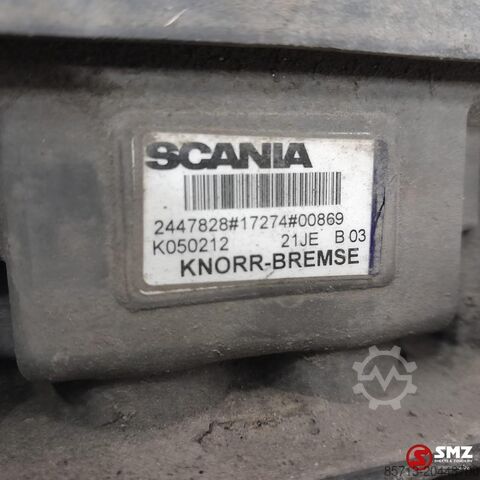 SCANIA
2447828#17274#00869
K050212 21JE B 03
KNORR-BREMSE
SMZ